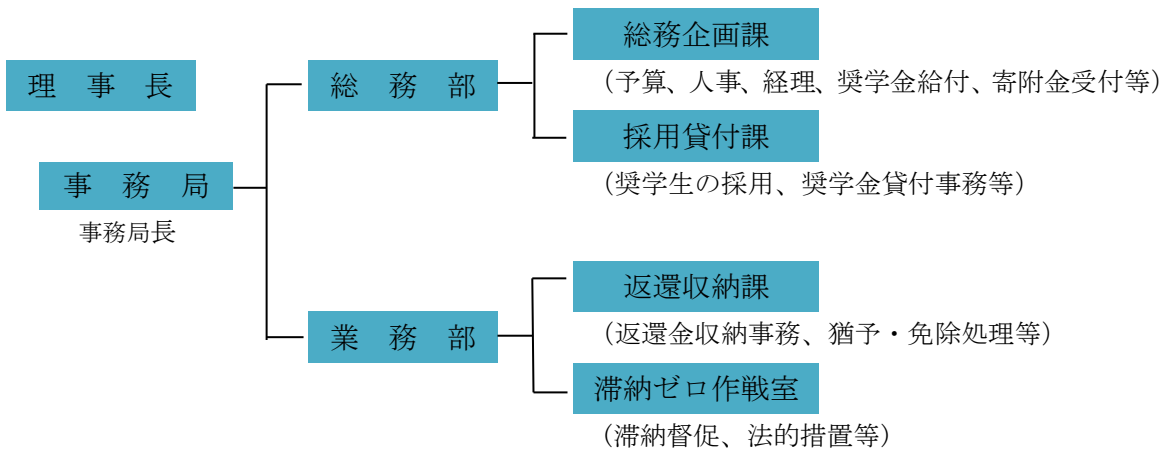 理事長
事務局
事務局長
総務部
総務企画課
（予算、人事、経理、奨学金給付、寄附金受付等）
採用貸付課
（奨学生の採用、奨学金貸付事務等）
業務部
返還収納課
（返還金収納事務、猶予・免除処理等）
滞納ゼロ作戦室
（滞納督促、法的措置等）